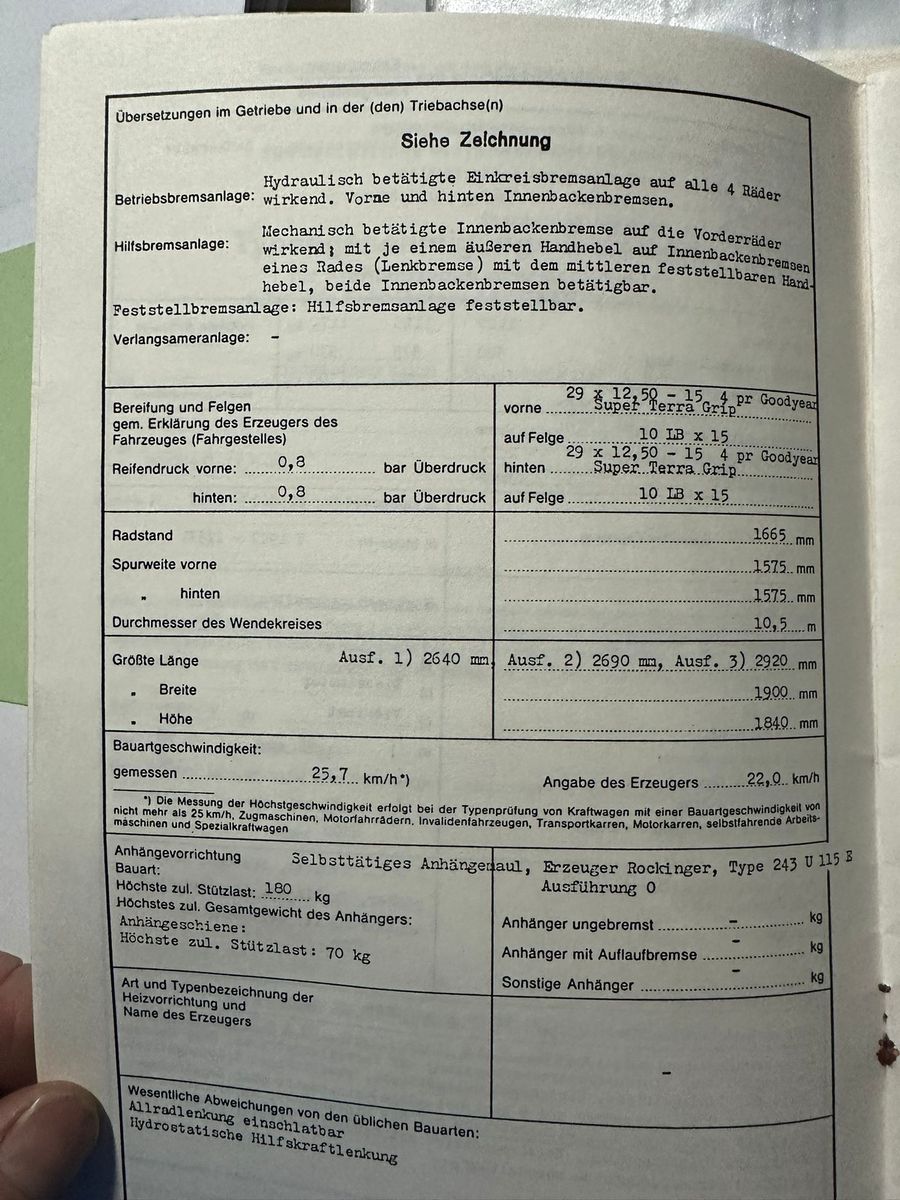 Übersetzungen im Getriebe und in der (den) Triebachse(n)
Siehe Zeichnung
Betriebsbremsanlage: Hydraulisch betätigte Einkreisbremsanlage auf alle 4 Räder
wirkend. Vorne und hinten Innenbackenbremsen.
Hilfsbremsanlage: Mechanisch betätigte Innenbackenbremse auf die Vorderräder
wirkend; mit je einem äußeren Handhebel auf Innenbackenbremsen
eines Rades (Lenkbremse) mit dem mittleren feststellbaren Hand-
hebel, beide Innenbackenbremsen betätigbar.
Feststellbremsanlage: Hilfsbremsanlage feststellbar.
Verlangsameranlage: -
Bereifung und Felgen
gem. Erklärung des Erzeugers des
Fahrzeuges (Fahrgestelles)
Reifendruck vorne: 0,8 bar Überdruck
hinten: 0,8 bar Überdruck
29 x 12,50 - 15 4 pr Goodyear
vorne Super Terra Grip
auf Felge 10 LB x 15
29 x 12,50 - 15 4 pr Goodyear
hinten Super Terra Grip
auf Felge 10 LB x 15
Radstand 1665 mm
Spurweite vorne 1575 mm
„ hinten 1575 mm
Durchmesser des Wendekreises 10,5 m
Größte Länge Ausf. 1) 2640 mm, Ausf. 2) 2690 mm, Ausf. 3) 2920 mm
„ Breite 1900 mm
„ Höhe 1840 mm
Bauartgeschwindigkeit:
gemessen 25,7 km/h*) Angabe des Erzeugers 22,0 km/h
*) Die Messung der Höchstgeschwindigkeit erfolgt bei der Typenprüfung von Kraftwagen mit einer Bauartgeschwindigkeit von
nicht mehr als 25 km/h, Zugmaschinen, Motorfahrrädern, Invalidenfahrzeugen, Transportkarren, Motorkarren, selbstfahrende Arbeits-
maschinen und Spezialkraftwagen
Anhängevorrichtung Selbsttätiges Anhängemaul, Erzeuger Rockinger, Type 243 U 115 E
Bauart: Ausführung 0
Höchste zul. Stützlast: 180 kg
Höchstes zul. Gesamtgewicht des Anhängers:
Anhängeschiene:
Höchste zul. Stützlast: 70 kg
Anhänger ungebremst - kg
Anhänger mit Auflaufbremse - kg
Sonstige Anhänger - kg
Art und Typenbezeichnung der
Heizvorrichtung und
Name des Erzeugers
-
Wesentliche Abweichungen von den üblichen Bauarten:
Allradlenkung einschlatbar
Hydrostatische Hilfskraftlenkung